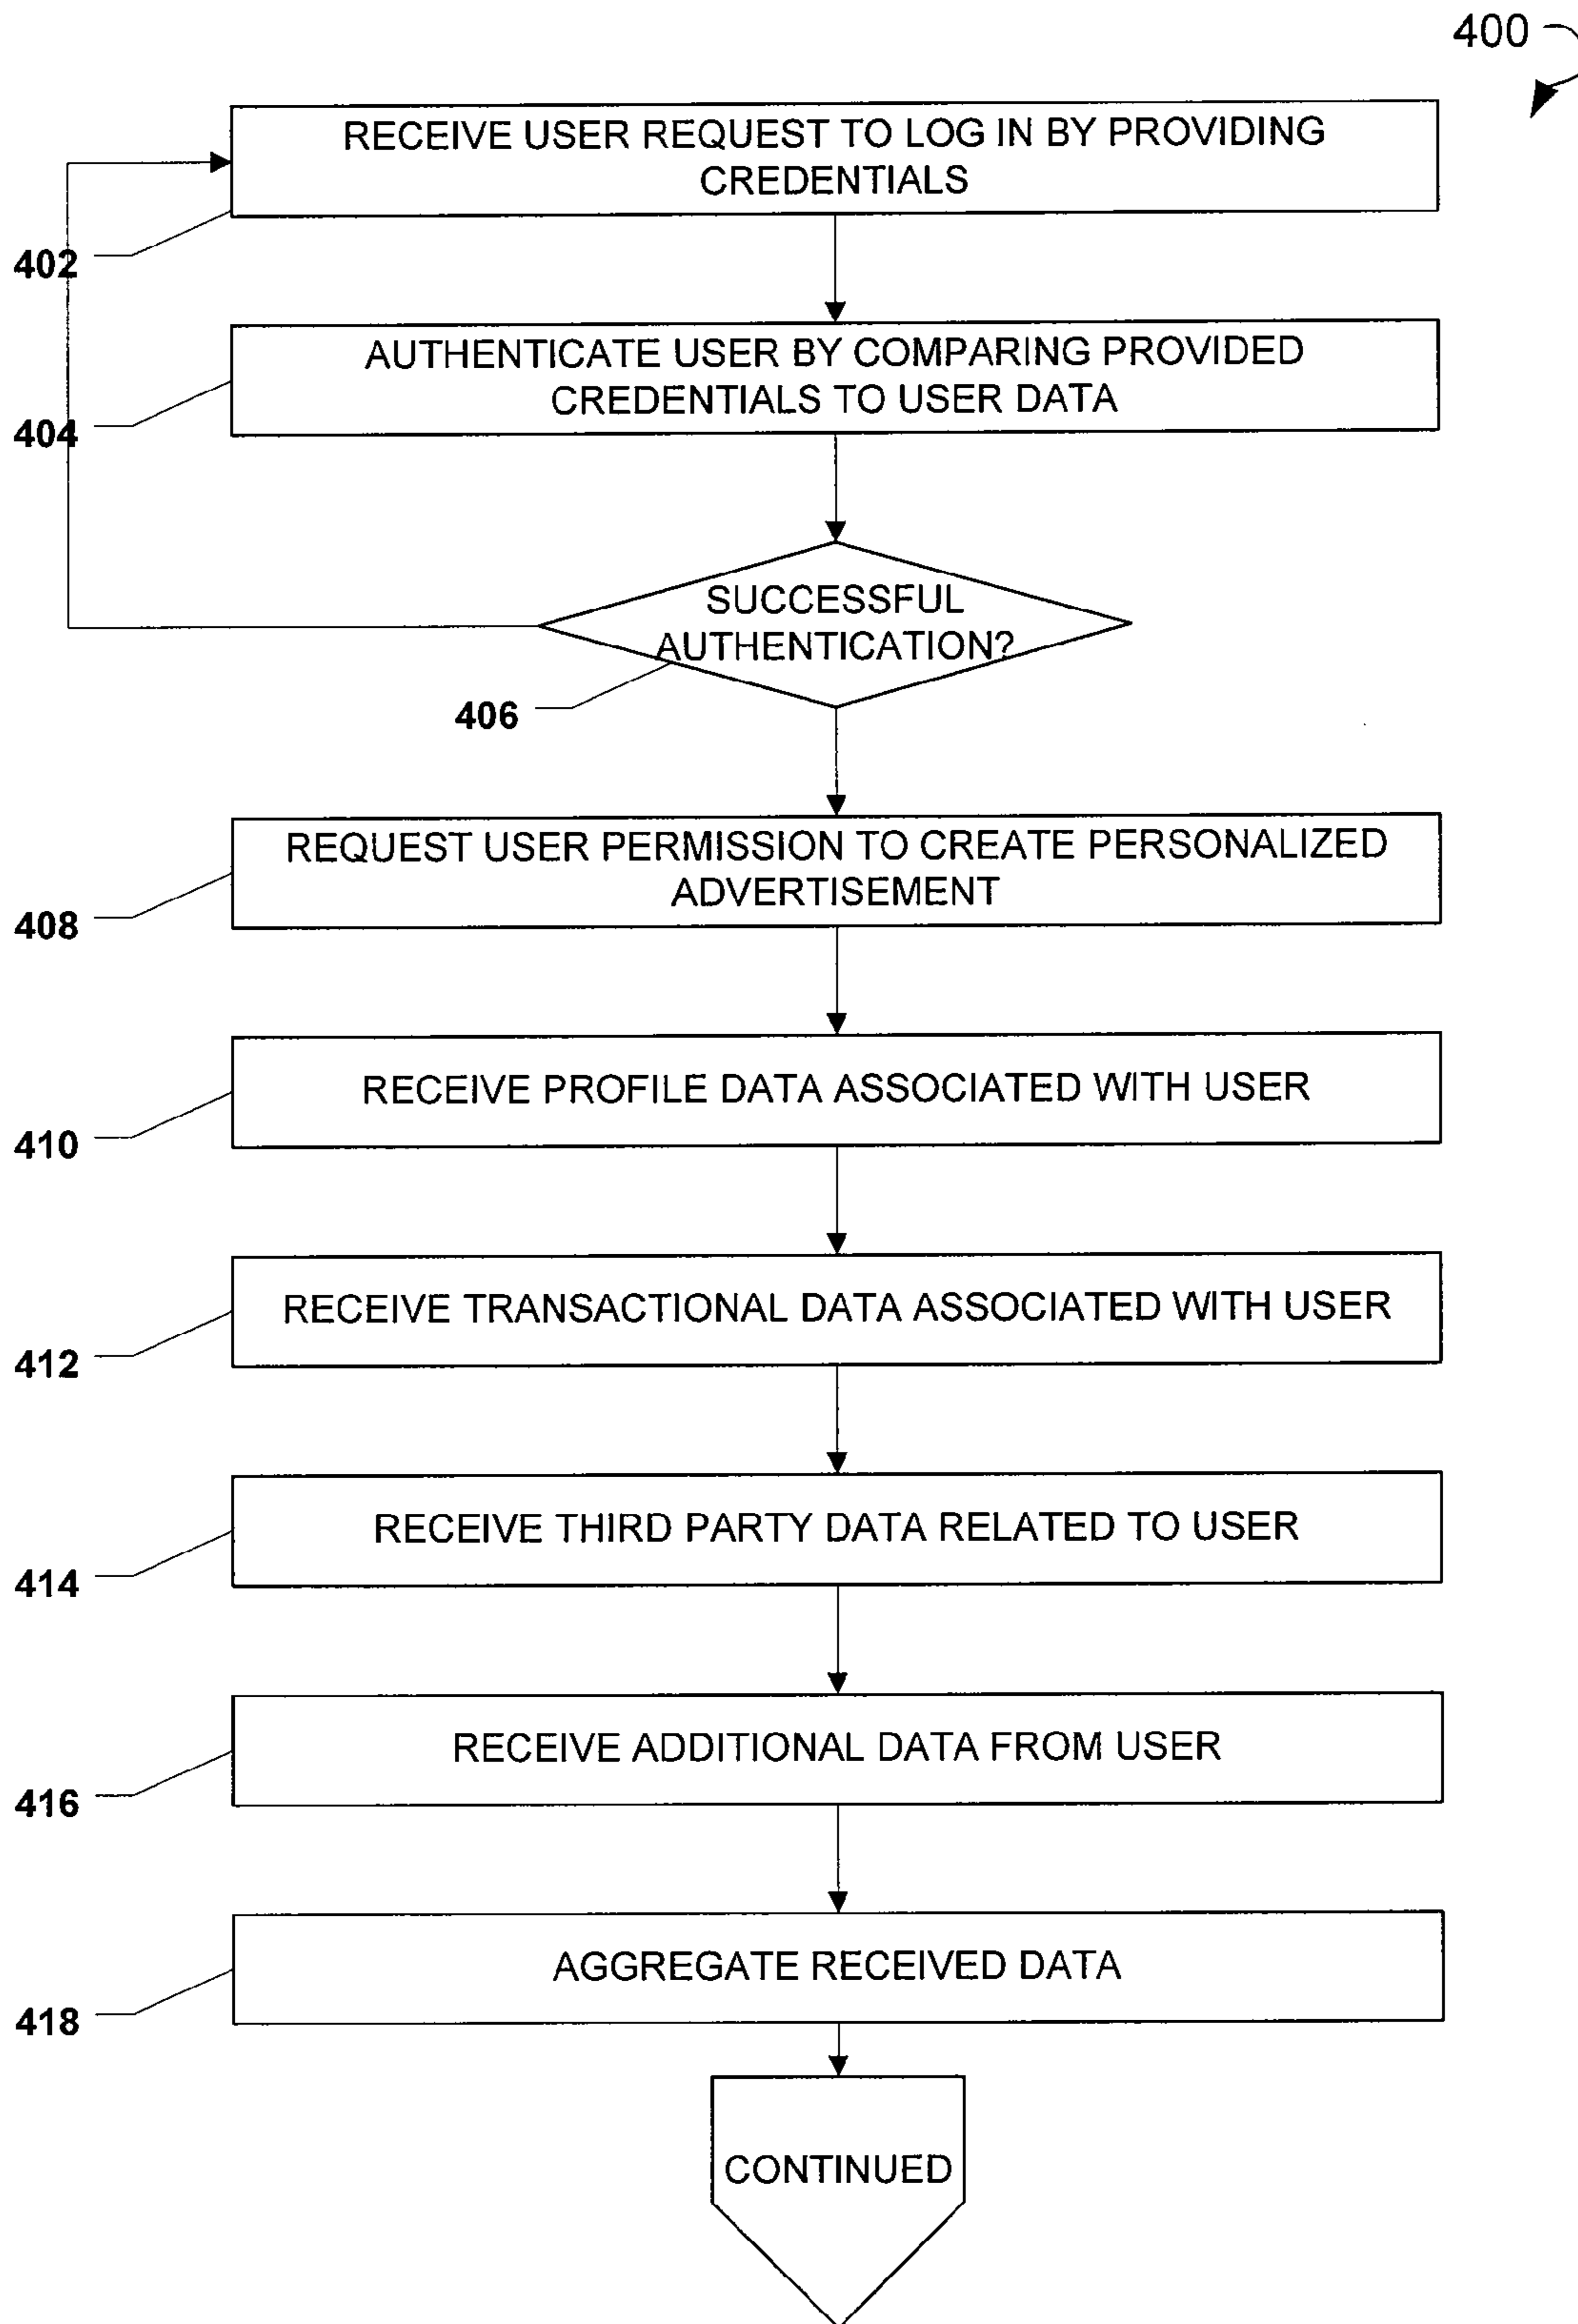 400
RECEIVE USER REQUEST TO LOG IN BY PROVIDING
CREDENTIALS
402
AUTHENTICATE USER BY COMPARING PROVIDED
CREDENTIALS TO USER DATA
404
SUCCESSFUL
AUTHENTICATION?
406
REQUEST USER PERMISSION TO CREATE PERSONALIZED
ADVERTISEMENT
408
RECEIVE PROFILE DATA ASSOCIATED WITH USER
410
RECEIVE TRANSACTIONAL DATA ASSOCIATED WITH USER
412
RECEIVE THIRD PARTY DATA RELATED TO USER
414
RECEIVE ADDITIONAL DATA FROM USER
416
AGGREGATE RECEIVED DATA
418
CONTINUED